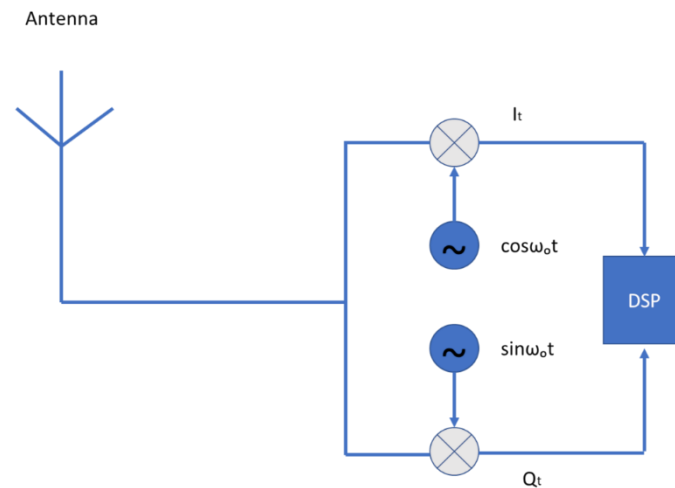 Antenna
Iₜ
cosωₒt
DSP
sinωₒt
Qₜ